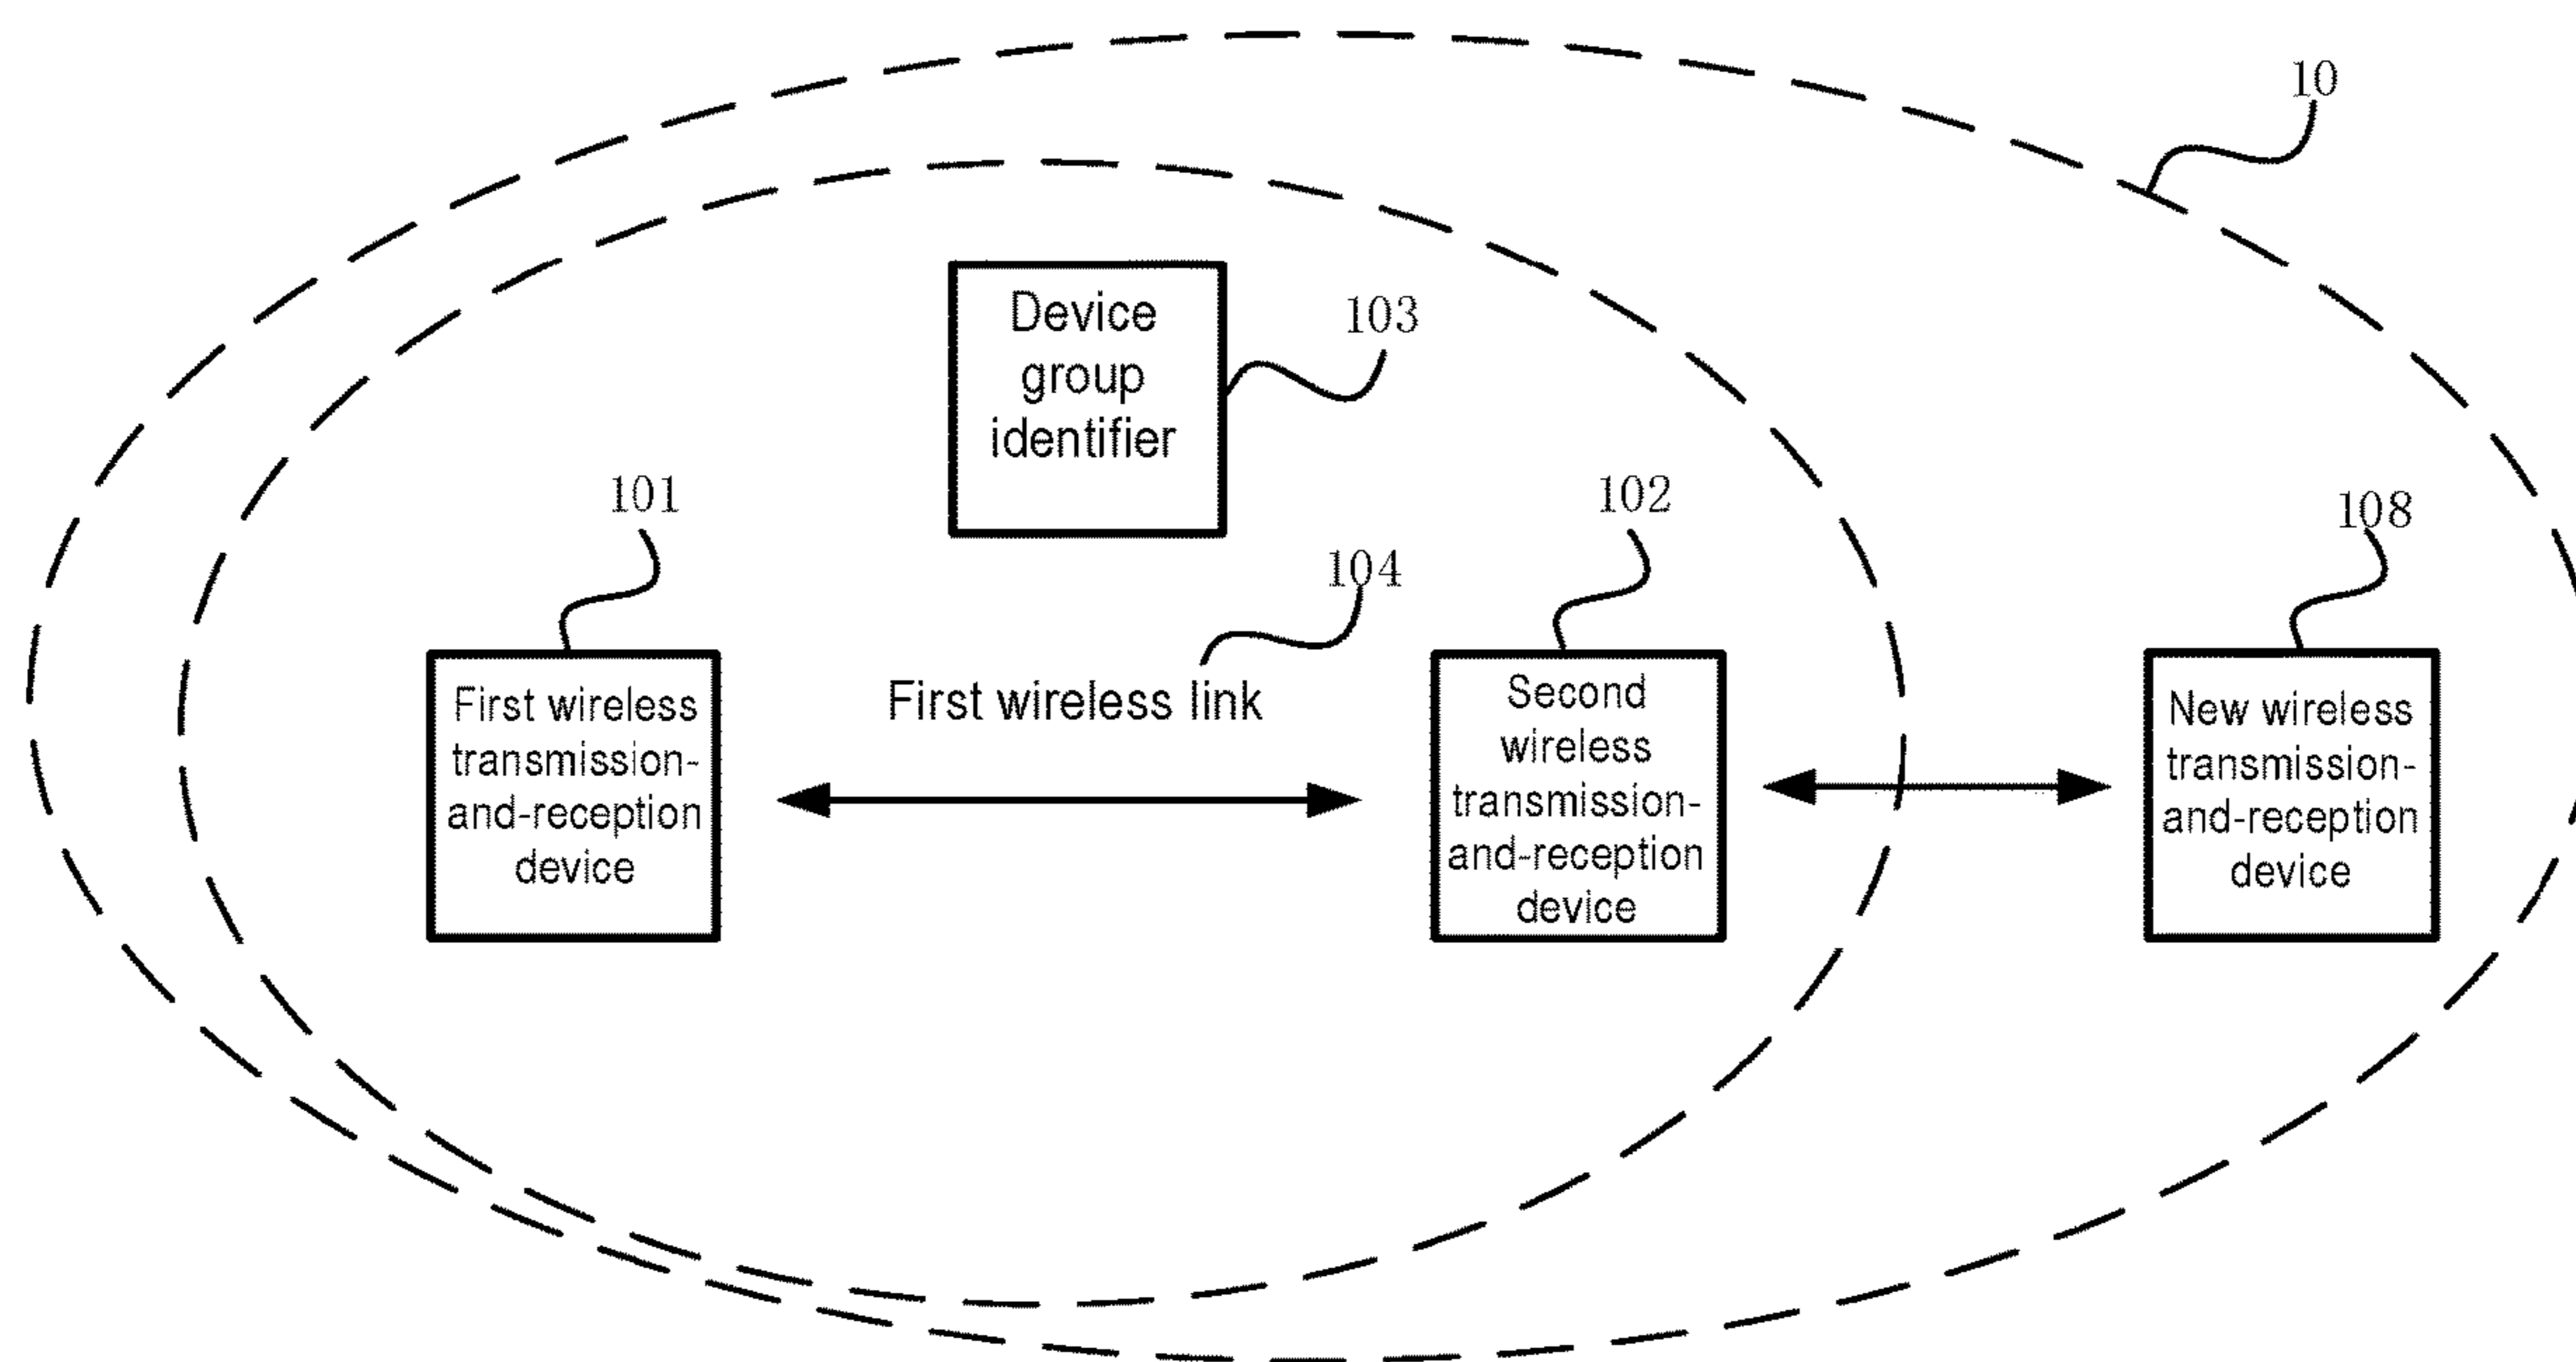 10
Device
group
identifier
103
101
102
108
104
First wireless
transmission-
and-reception
device
First wireless link
Second
wireless
transmission-
and-reception
device
New wireless
transmission-
and-reception
device